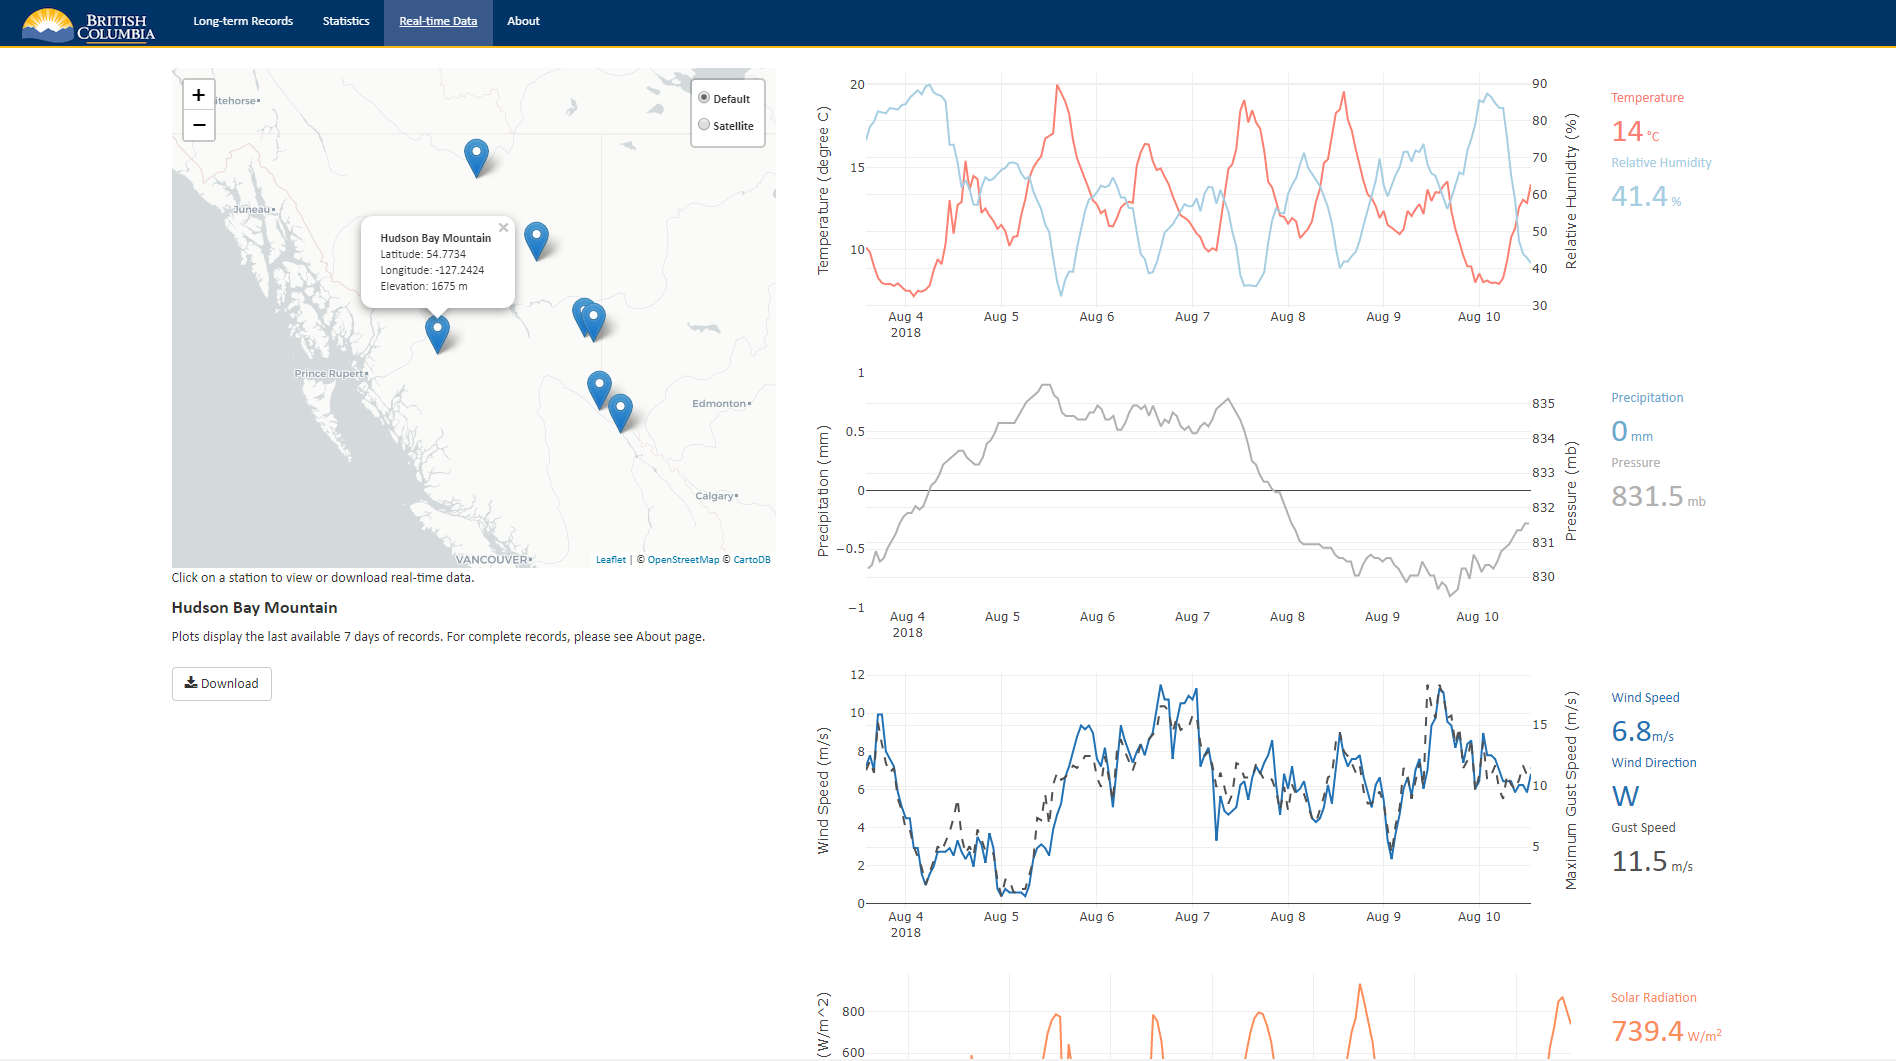 BRITISH
COLUMBIA
Long-term Records
Statistics
Real-time Data
About
+
−
itehorse
Default
Satellite
Juneau
×
Hudson Bay Mountain
Latitude: 54.7734
Longitude: -127.2424
Elevation: 1675 m
Prince Rupert
Edmonton
Calgary
VANCOUVER
Leaflet | © OpenStreetMap © CartoDB
Click on a station to view or download real-time data.
Hudson Bay Mountain
Plots display the last available 7 days of records. For complete records, please see About page.
Download
Temperature (degree C)
20
15
10
90
80
70
60
50
40
30
Relative Humidity (%)
Aug 4
2018
Aug 5
Aug 6
Aug 7
Aug 8
Aug 9
Aug 10
Temperature
14 °C
Relative Humidity
41.4 %
Precipitation (mm)
1
0.5
0
−0.5
−1
835
834
833
832
831
830
Pressure (mb)
Aug 4
2018
Aug 5
Aug 6
Aug 7
Aug 8
Aug 9
Aug 10
Precipitation
0 mm
Pressure
831.5 mb
Wind Speed (m/s)
12
10
8
6
4
2
0
15
10
5
Maximum Gust Speed (m/s)
Aug 4
2018
Aug 5
Aug 6
Aug 7
Aug 8
Aug 9
Aug 10
Wind Speed
6.8m/s
Wind Direction
W
Gust Speed
11.5 m/s
(W/m^2)
800
600
Solar Radiation
739.4 W/m²